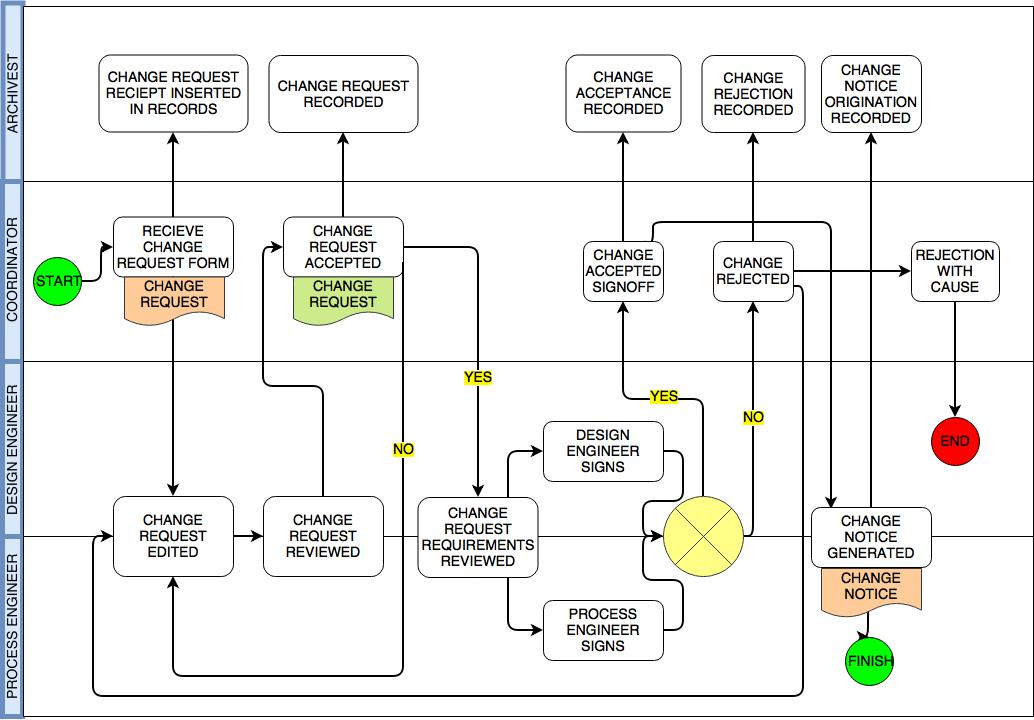 ARCHIVEST
CHANGE REQUEST
RECIEPT INSERTED
IN RECORDS
CHANGE REQUEST
RECORDED
CHANGE
ACCEPTANCE
RECORDED
CHANGE
REJECTION
RECORDED
CHANGE
NOTICE
ORIGINATION
RECORDED
COORDINATOR
START
RECIEVE
CHANGE
REQUEST FORM
CHANGE
REQUEST
CHANGE
REQUEST
ACCEPTED
CHANGE
REQUEST
CHANGE
ACCEPTED
SIGNOFF
CHANGE
REJECTED
REJECTION
WITH
CAUSE
DESIGN ENGINEER
YES
NO
YES
NO
DESIGN
ENGINEER
SIGNS
END
CHANGE
REQUEST
EDITED
CHANGE
REQUEST
REVIEWED
CHANGE
REQUEST
REQUIREMENTS
REVIEWED
CHANGE
NOTICE
GENERATED
PROCESS ENGINEER
CHANGE
NOTICE
PROCESS
ENGINEER
SIGNS
FINISH